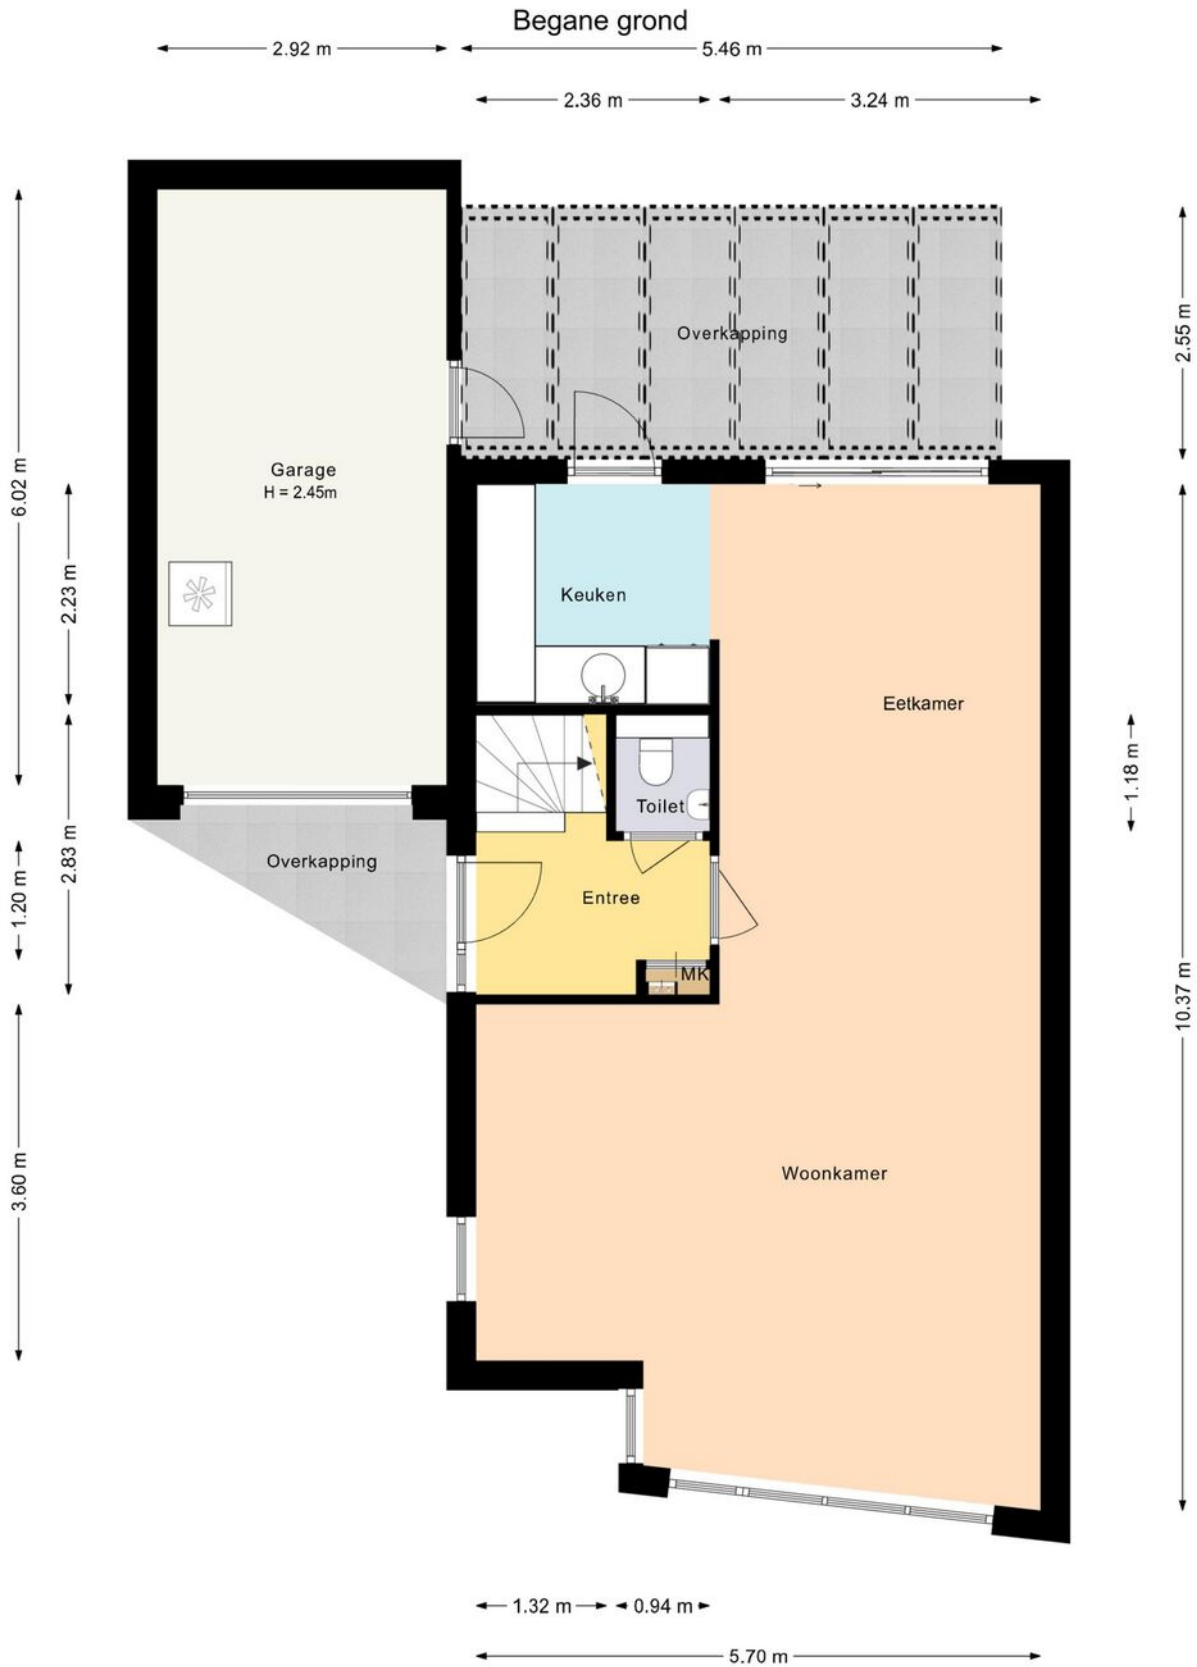 Begane grond
2.92 m
5.46 m
2.36 m
3.24 m
2.55 m
Overkapping
6.02 m
Garage
H = 2.45m
2.23 m
Keuken
Eetkamer
1.18 m
Toilet
2.83 m
Overkapping
1.20 m
Entree
MK
10.37 m
3.60 m
Woonkamer
1.32 m
0.94 m
5.70 m